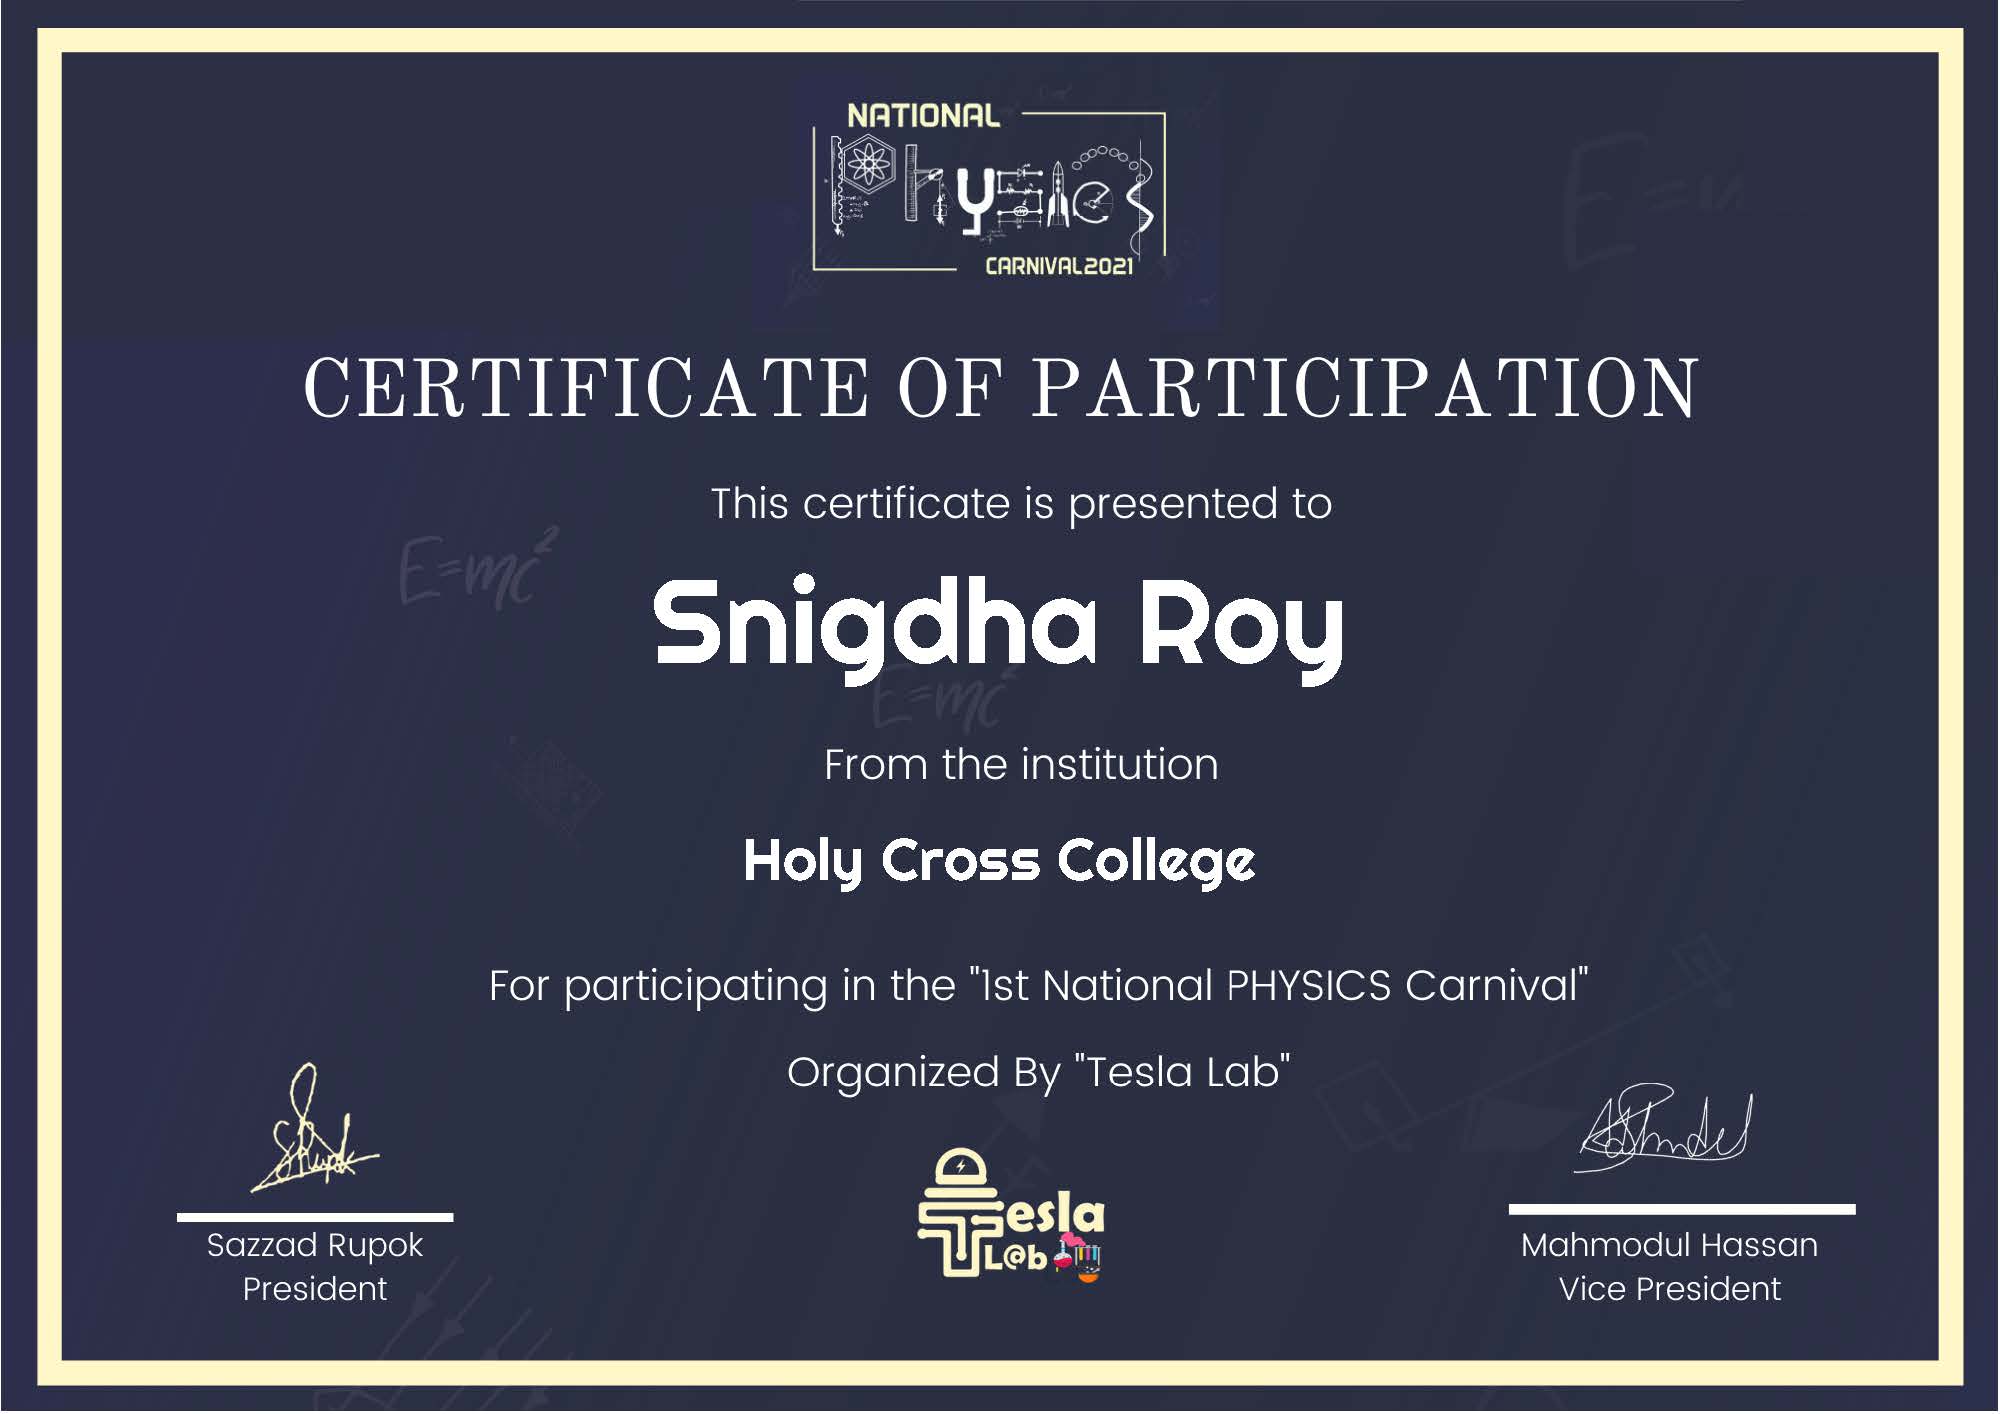 NATIONAL
Physics
CARNIVAL2021
CERTIFICATE OF PARTICIPATION
This certificate is presented to
E=mc²
Snigdha Roy
E=mc²
From the institution
Holy Cross College
For participating in the "1st National PHYSICS Carnival"
Organized By "Tesla Lab"
Tesla
L@b
Sazzad Rupok
President
Mahmodul Hassan
Vice President